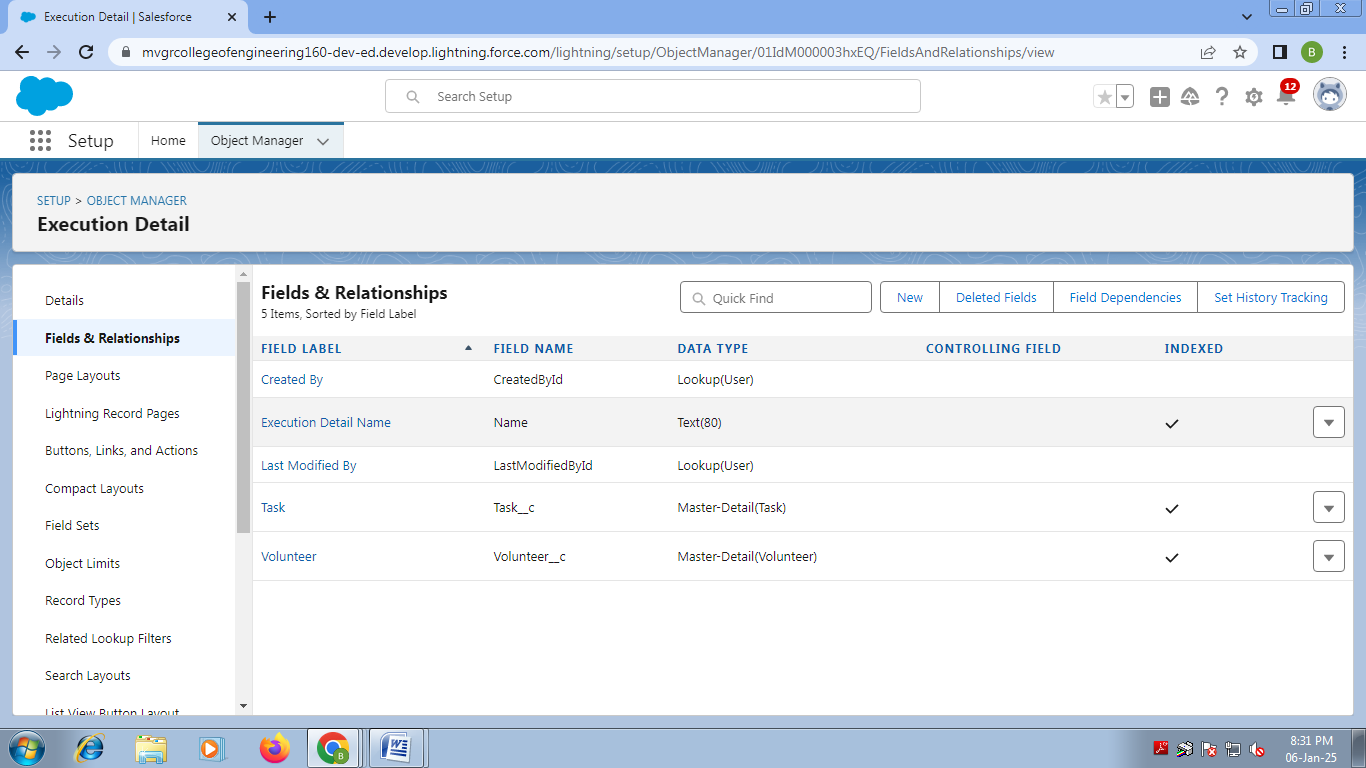 Execution Detail | Salesforce
mvgrcollegeofengineering160-dev-ed.develop.lightning.force.com/lightning/setup/ObjectManager/01IdM000003hxEQ/FieldsAndRelationships/view
B
Search Setup
12
Setup
Home
Object Manager
SETUP > OBJECT MANAGER
Execution Detail
Details
Fields & Relationships
Page Layouts
Lightning Record Pages
Buttons, Links, and Actions
Compact Layouts
Field Sets
Object Limits
Record Types
Related Lookup Filters
Search Layouts
List View Button Layout
Fields & Relationships
5 Items, Sorted by Field Label
Quick Find
New
Deleted Fields
Field Dependencies
Set History Tracking
FIELD LABEL FIELD NAME DATA TYPE CONTROLLING FIELD INDEXED
Created By CreatedById Lookup(User)
Execution Detail Name Name Text(80)
Last Modified By LastModifiedById Lookup(User)
Task Task__c Master-Detail(Task)
Volunteer Volunteer__c Master-Detail(Volunteer)
B
8:31 PM
06-Jan-25